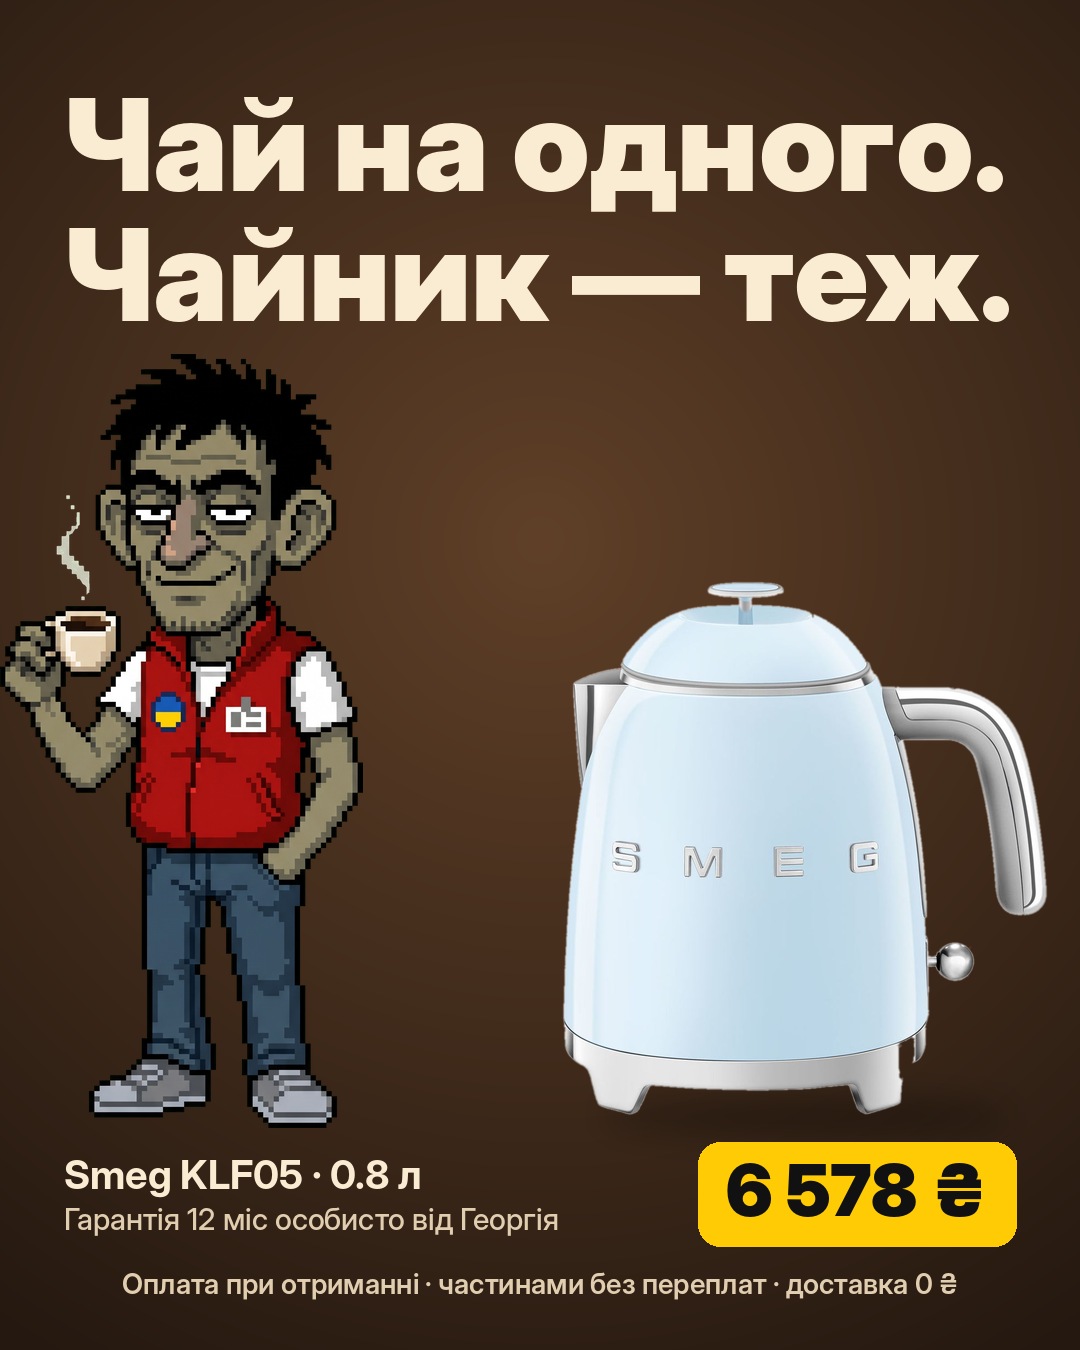 Чай на одного.
Чайник — теж.
SMEG
Smeg KLF05 · 0.8 л
Гарантія 12 міс особисто від Георгія
6 578 ₴
Оплата при отриманні · частинами без переплат · доставка 0 ₴